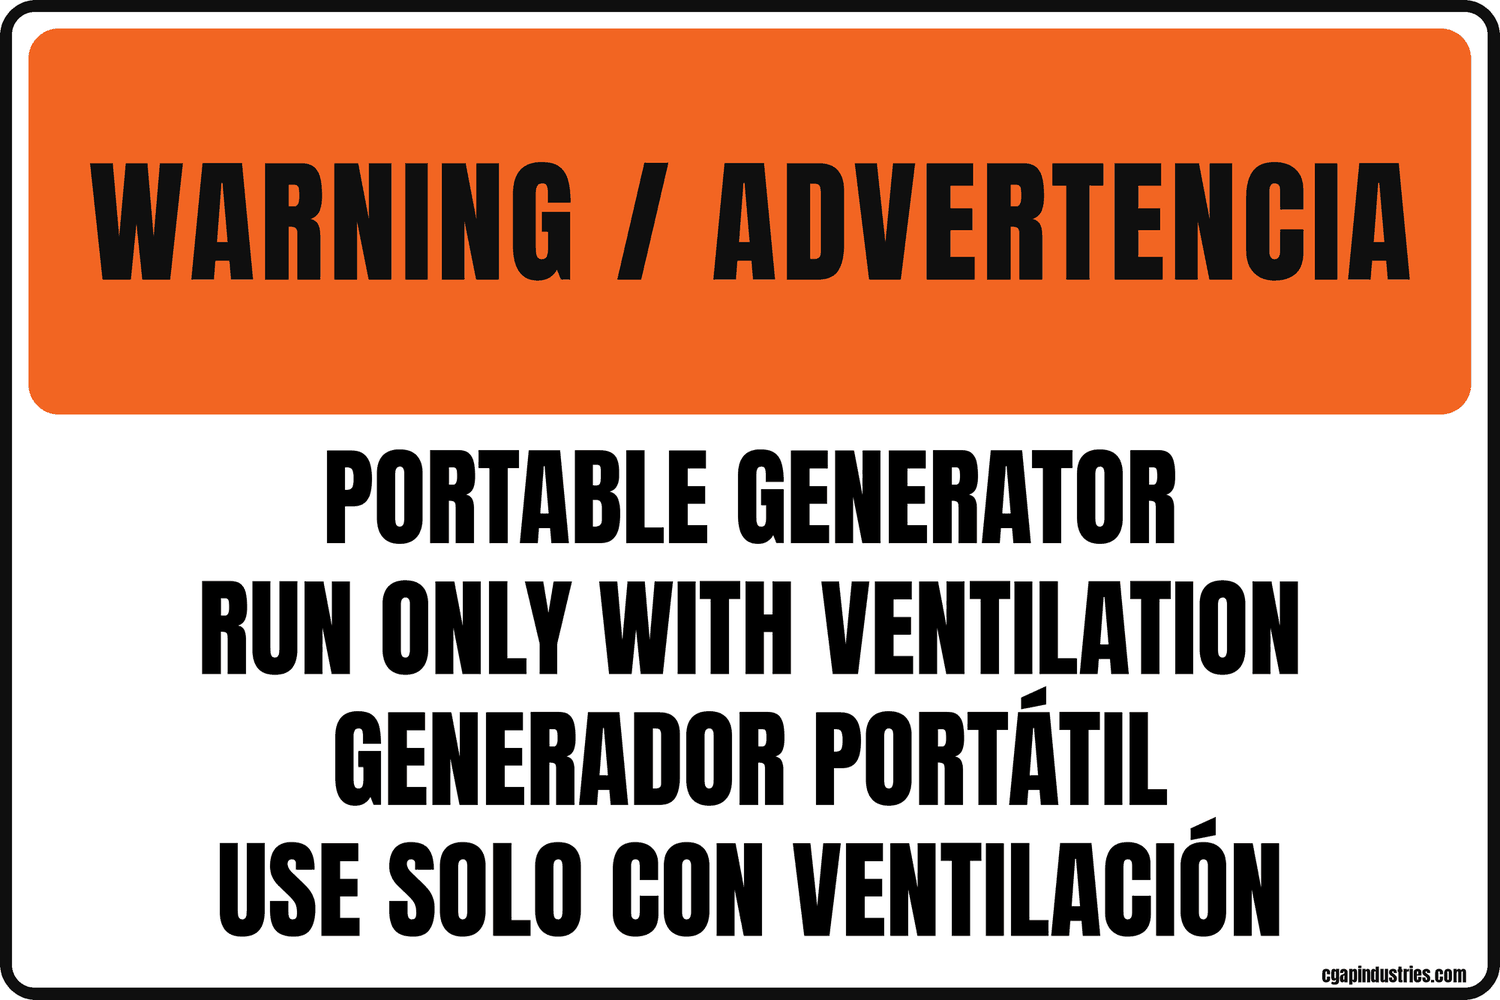 WARNING / ADVERTENCIA
PORTABLE GENERATOR
RUN ONLY WITH VENTILATION
GENERADOR PORTÁTIL
USE SOLO CON VENTILACIÓN
cgapindustries.com